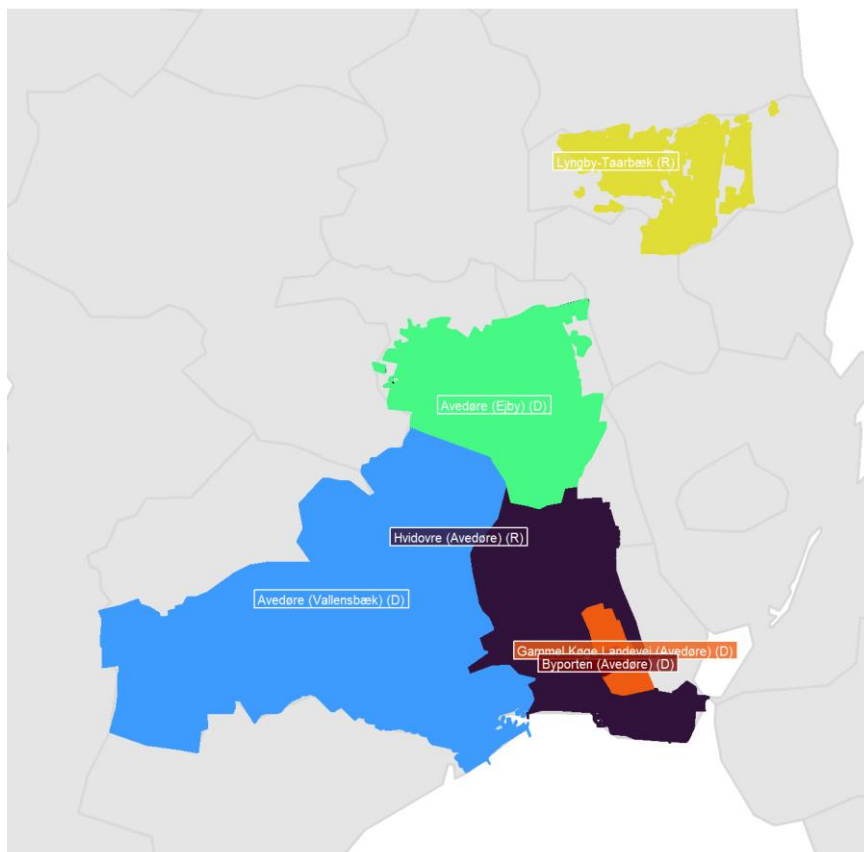 Lyngby-Taarbæk (R)
Avedøre (Ejby) (D)
Hvidovre (Avedøre) (R)
Avedøre (Vallensbæk) (D)
Gammel Køge Landevej (Avedøre) (D)
Byporten (Avedøre) (D)